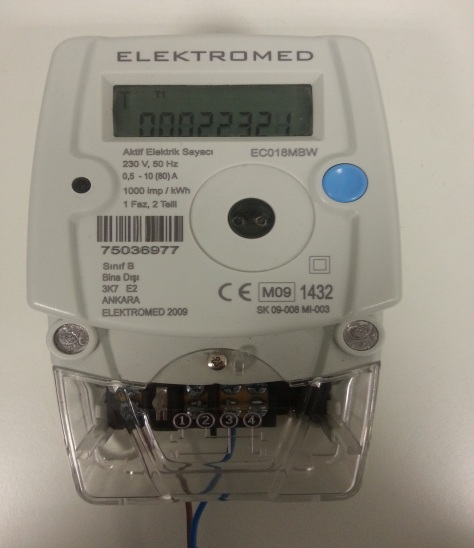 ELEKTROMED
T T1
00022321
Aktif Elektrik Sayacı EC018MBW
230 V, 50 Hz
0,5 - 10 (80) A
1000 imp / kWh
1 Faz, 2 Telli
75036977
Sınıf B
Bina Dışı
3K7 E2
ANKARA
ELEKTROMED 2009
CE M09 1432
SK 09-008 MI-003
1 2 3 4